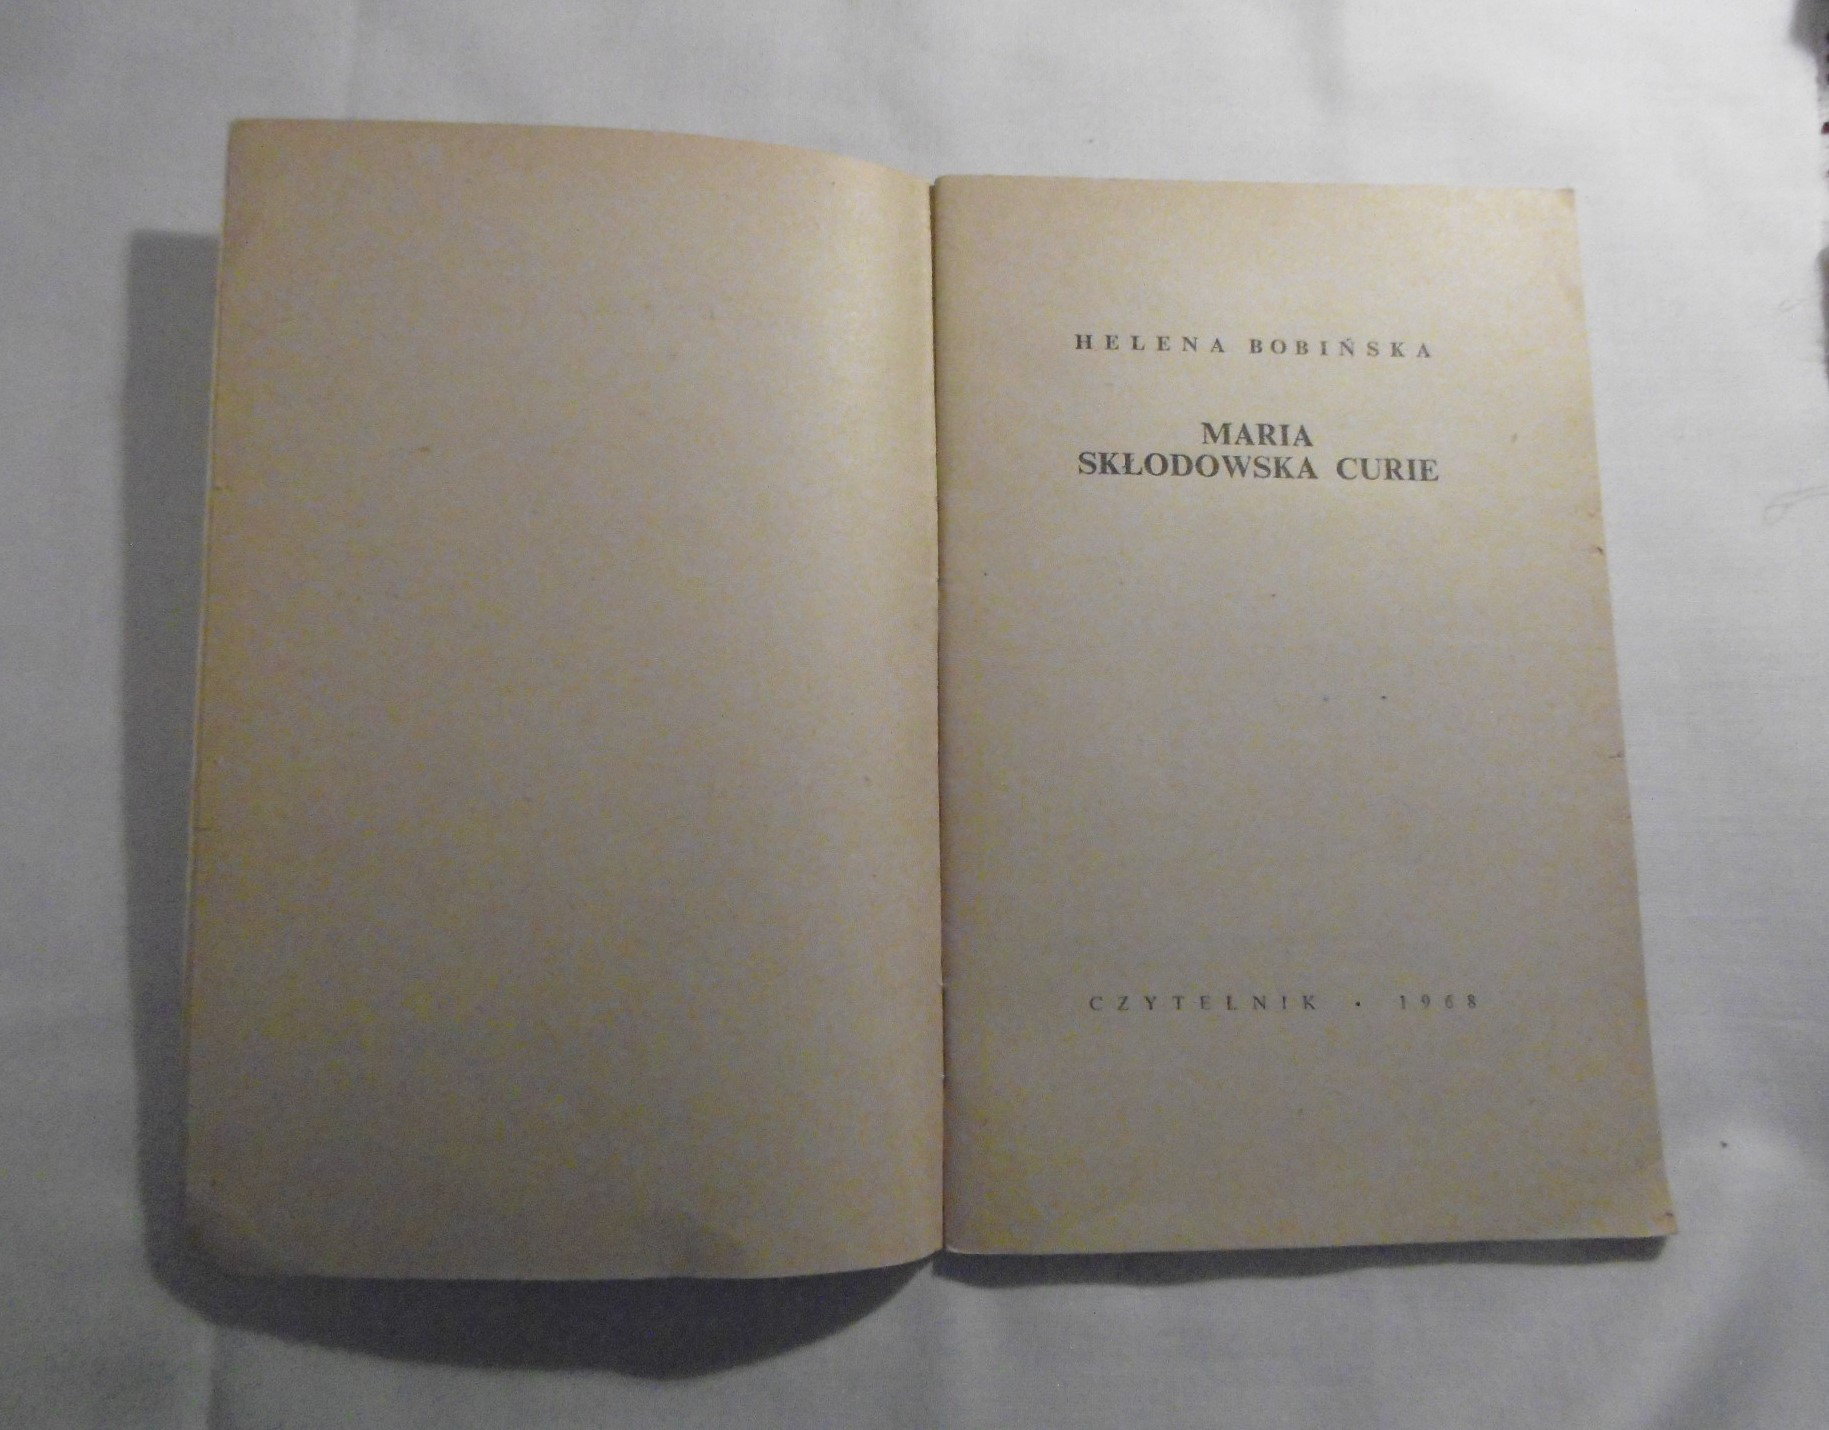 HELENA BOBIŃSKA
MARIA
SKŁODOWSKA CURIE
CZYTELNIK • 1968